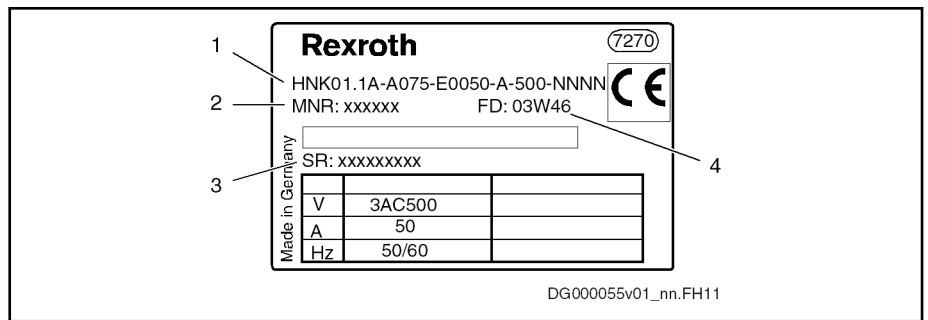 Rexroth 7270
1 HNK01.1A-A075-E0050-A-500-NNNN CE
2 MNR: xxxxxx FD: 03W46 4
Made in Germany
3 SR: xxxxxxxxx
V 3AC500
A 50
Hz 50/60
DG000055v01_nn.FH11